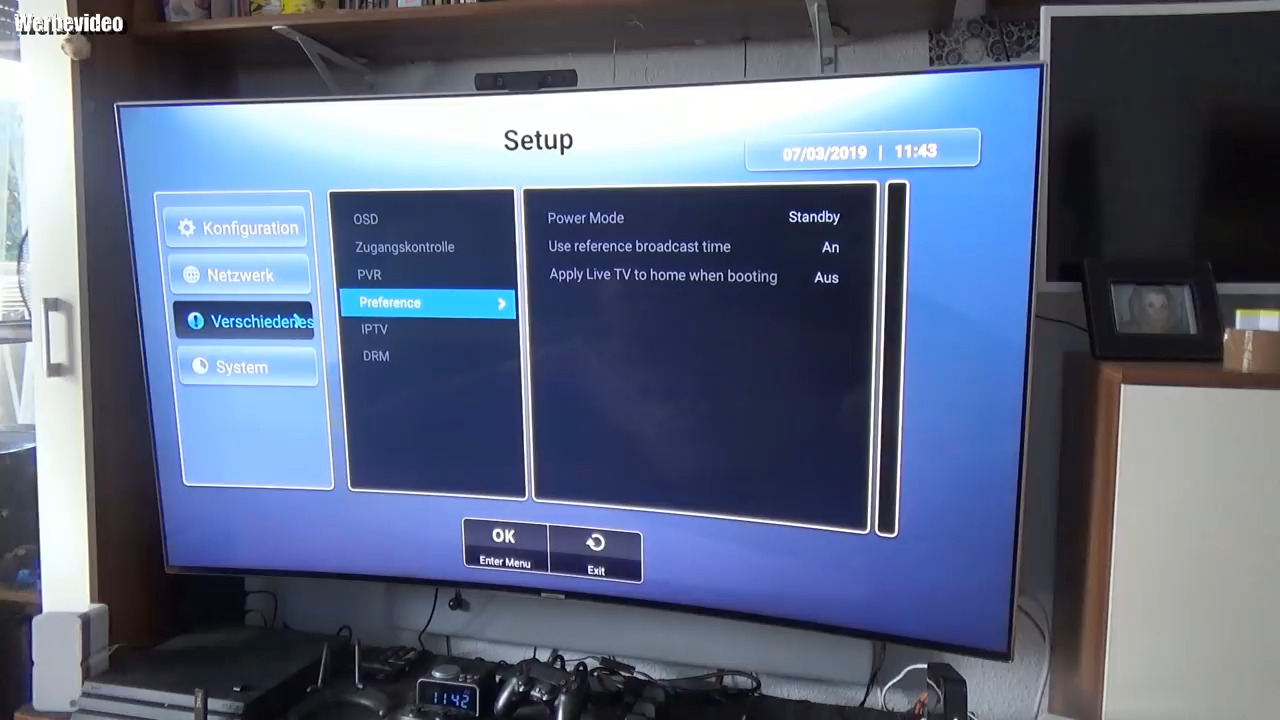 Werbevideo
Setup
07/03/2019 | 11:43
Konfiguration
Netzwerk
Verschiedenes
System
OSD
Zugangskontrolle
PVR
Preference
IPTV
DRM
Power Mode Standby
Use reference broadcast time An
Apply Live TV to home when booting Aus
OK
Enter Menu
Exit
11:42